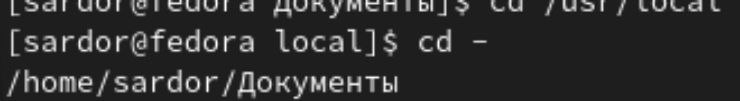 [sardor@fedora Документы]$ cd /usr/local
[sardor@fedora local]$ cd -
/home/sardor/Документы